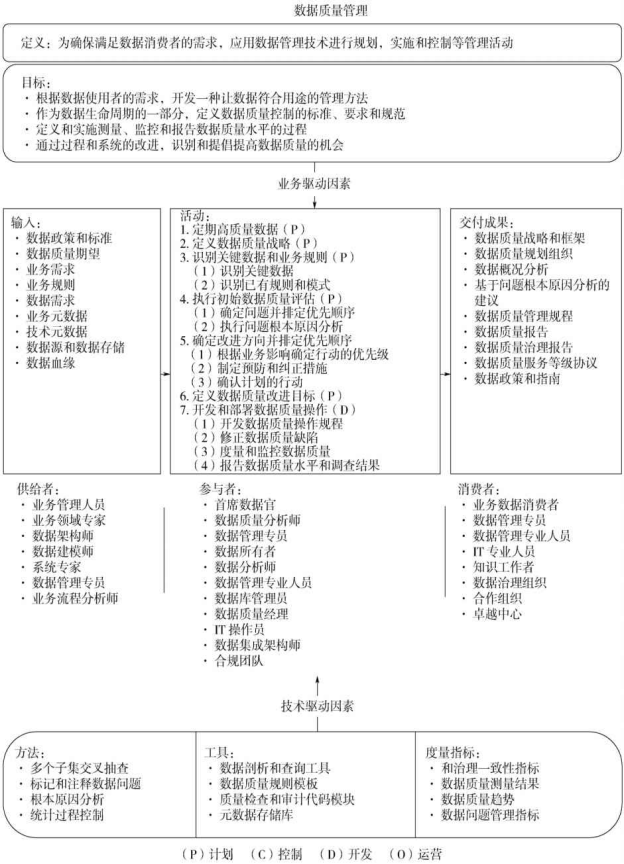 数据质量管理
定义：为确保满足数据消费者的需求，应用数据管理技术进行规划，实施和控制等管理活动
目标：
· 根据数据使用者的需求，开发一种让数据符合用途的管理方法
· 作为数据生命周期的一部分，定义数据质量控制的标准、要求和规范
· 定义和实施测量、监控和报告数据质量水平的过程
· 通过过程和系统的改进，识别和提倡提高数据质量的机会
业务驱动因素
输入：
· 数据政策和标准
· 数据质量期望
· 业务需求
· 业务规则
· 数据需求
· 业务元数据
· 技术元数据
· 数据源和数据存储
· 数据血缘
活动：
1. 定期高质量数据（P）
2. 定义数据质量战略（P）
3. 识别关键数据和业务规则（P）
（1）识别关键数据
（2）识别已有规则和模式
4. 执行初始数据质量评估（P）
（1）确定问题并排定优先顺序
（2）执行问题根本原因分析
5. 确定改进方向并排定优先顺序
（1）根据业务影响确定行动的优先级
（2）制定预防和纠正措施
（3）确认计划的行动
6. 定义数据质量改进目标（P）
7. 开发和部署数据质量操作（D）
（1）开发数据质量操作规程
（2）修正数据质量缺陷
（3）度量和监控数据质量
（4）报告数据质量水平和调查结果
交付成果：
· 数据质量战略和框架
· 数据质量规划组织
· 数据概况分析
· 基于问题根本原因分析的
建议
· 数据质量管理规程
· 数据质量报告
· 数据质量治理报告
· 数据质量服务等级协议
· 数据政策和指南
供给者：
· 业务管理人员
· 业务领域专家
· 数据架构师
· 数据建模师
· 系统专家
· 数据管理专员
· 业务流程分析师
参与者：
· 首席数据官
· 数据质量分析师
· 数据管理专员
· 数据所有者
· 数据分析师
· 数据管理专业人员
· 数据库管理员
· 数据质量经理
· IT 操作员
· 数据集成架构师
· 合规团队
消费者：
· 业务数据消费者
· 数据管理专员
· 数据管理专业人员
· IT 专业人员
· 知识工作者
· 数据治理组织
· 合作组织
· 卓越中心
技术驱动因素
方法：
· 多个子集交叉抽查
· 标记和注释数据问题
· 根本原因分析
· 统计过程控制
工具：
· 数据剖析和查询工具
· 数据质量规则模板
· 质量检查和审计代码模块
· 元数据存储库
度量指标：
· 和治理一致性指标
· 数据质量测量结果
· 数据质量趋势
· 数据问题管理指标
（P）计划 （C）控制 （D）开发 （O）运营